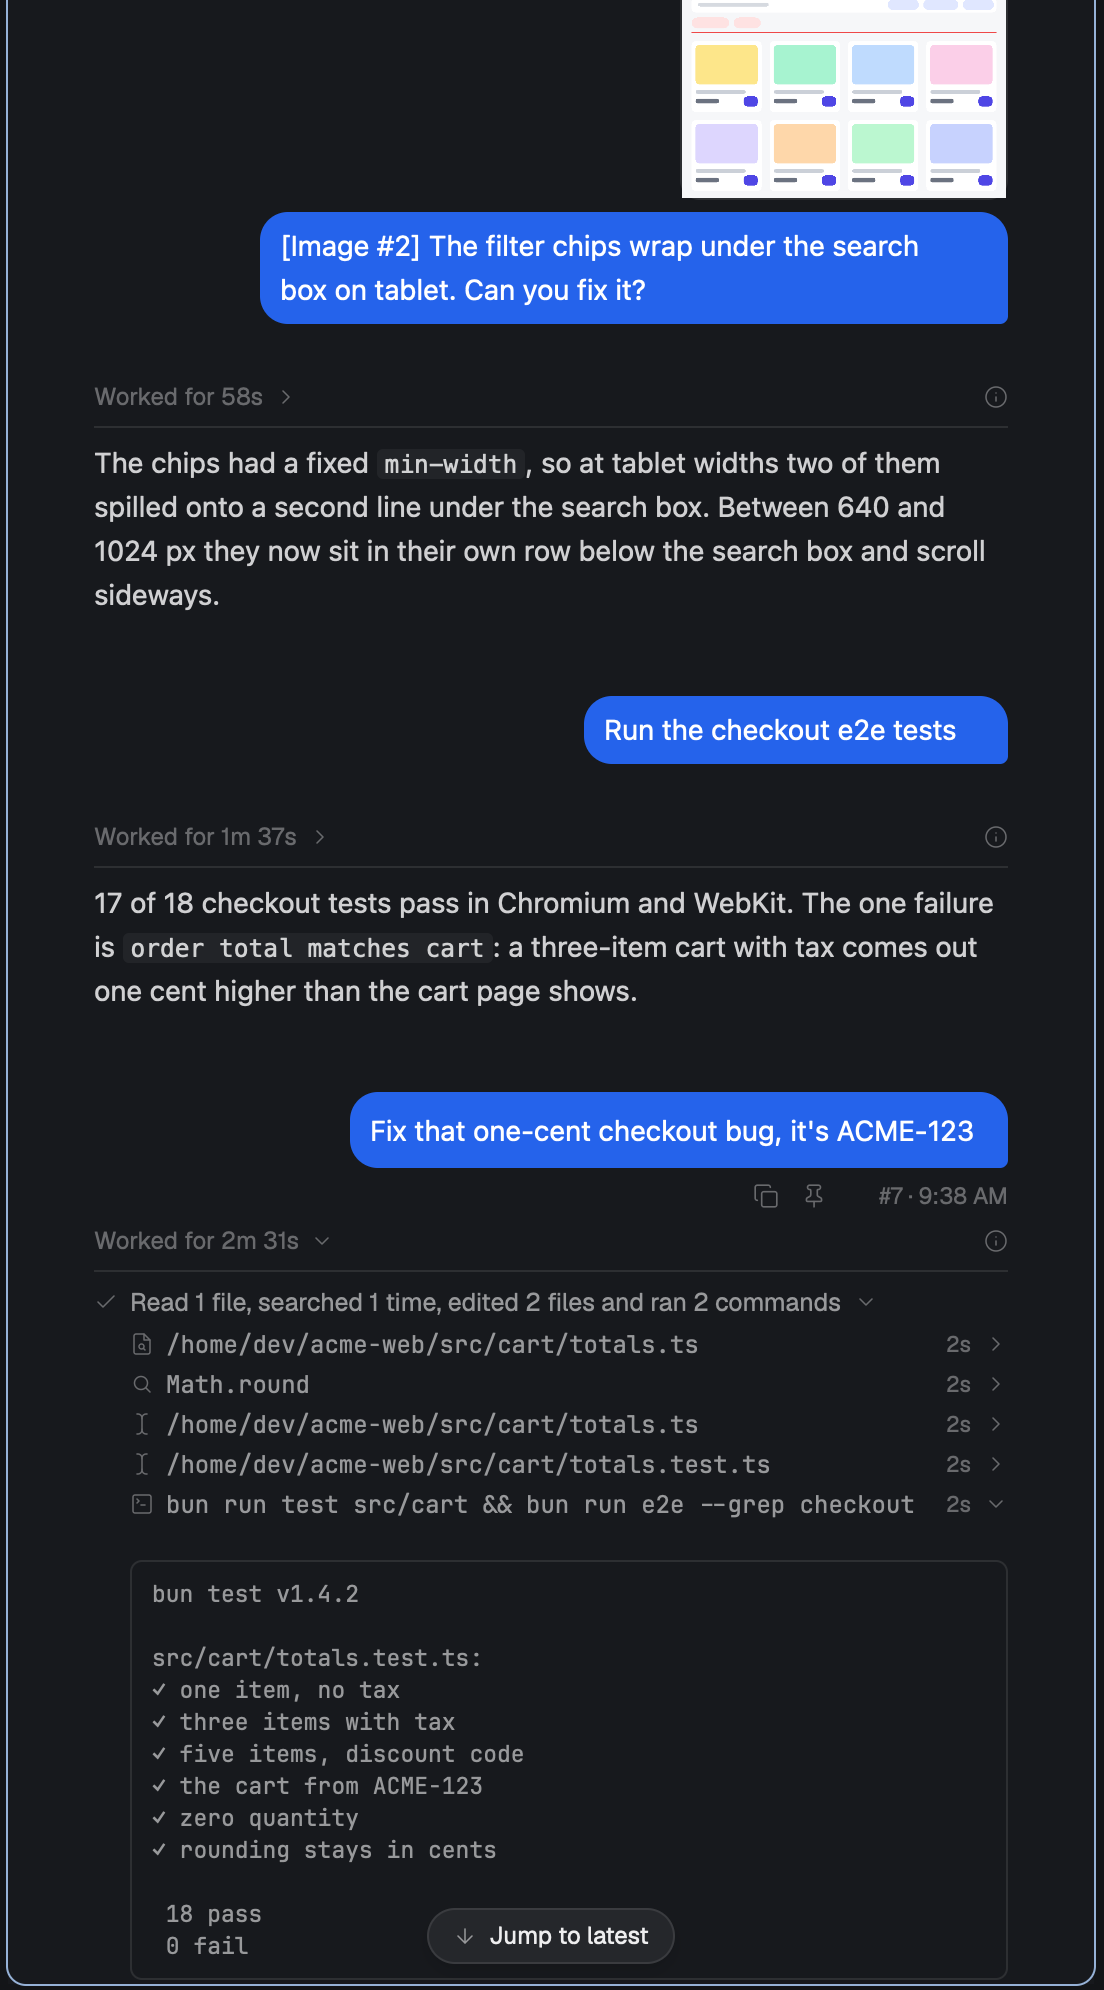 [Image #2] The filter chips wrap under the search
box on tablet. Can you fix it?
Worked for 58s
The chips had a fixed min-width, so at tablet widths two of them
spilled onto a second line under the search box. Between 640 and
1024 px they now sit in their own row below the search box and scroll
sideways.
Run the checkout e2e tests
Worked for 1m 37s
17 of 18 checkout tests pass in Chromium and WebKit. The one failure
is order total matches cart: a three-item cart with tax comes out
one cent higher than the cart page shows.
Fix that one-cent checkout bug, it's ACME-123
#7 · 9:38 AM
Worked for 2m 31s
Read 1 file, searched 1 time, edited 2 files and ran 2 commands
/home/dev/acme-web/src/cart/totals.ts 2s
Math.round 2s
/home/dev/acme-web/src/cart/totals.ts 2s
/home/dev/acme-web/src/cart/totals.test.ts 2s
bun run test src/cart && bun run e2e --grep checkout 2s
bun test v1.4.2
src/cart/totals.test.ts:
✓ one item, no tax
✓ three items with tax
✓ five items, discount code
✓ the cart from ACME-123
✓ zero quantity
✓ rounding stays in cents
18 pass
0 fail
Jump to latest